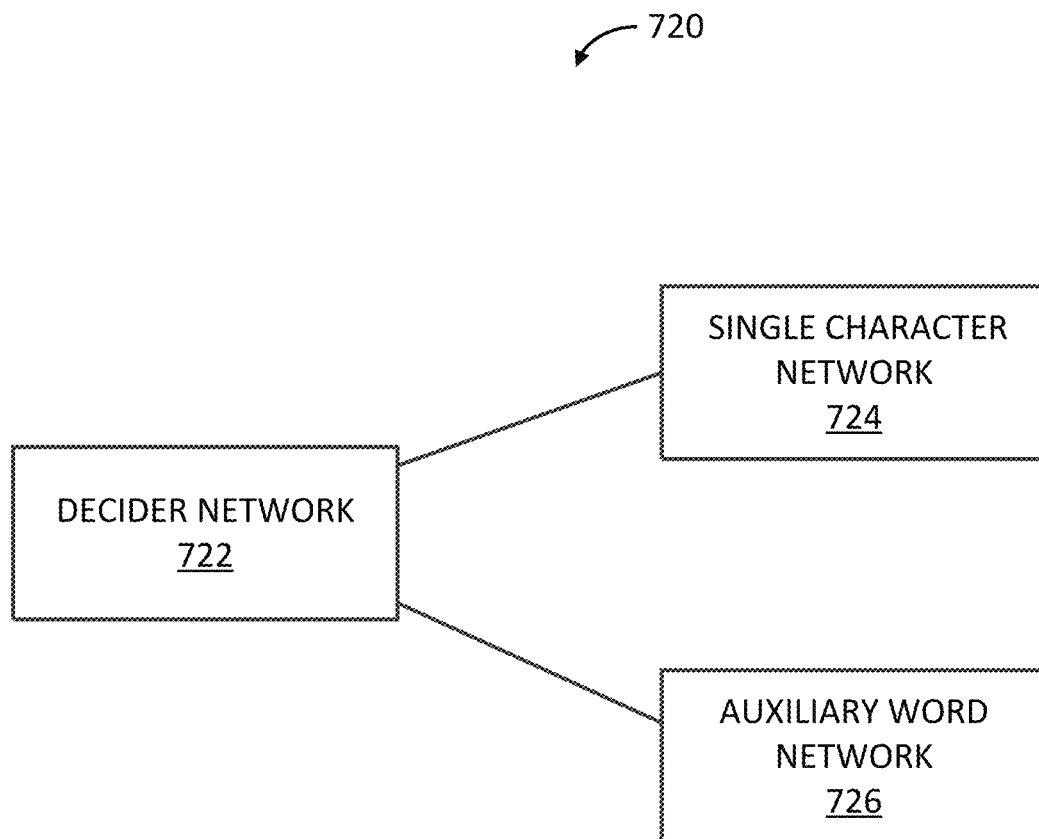 720
SINGLE CHARACTER
NETWORK
724
DECIDER NETWORK
722
AUXILIARY WORD
NETWORK
726